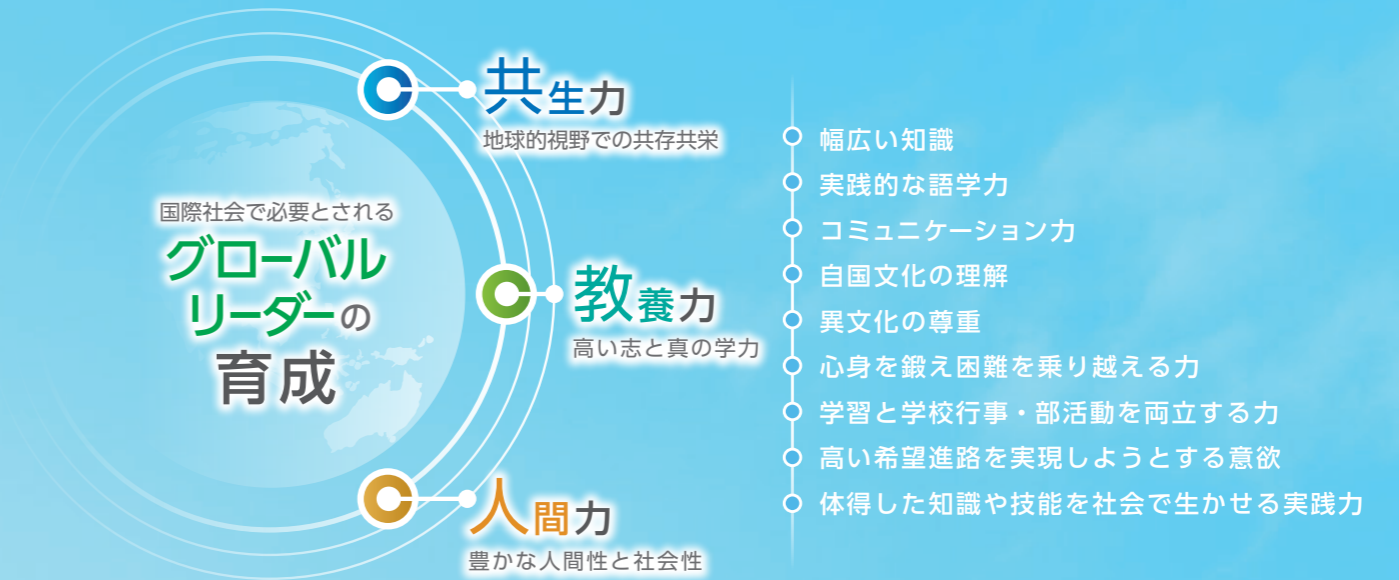 国際社会で必要とされる
グローバル
リーダーの
育成
共生力
地球的視野での共存共栄
教養力
高い志と真の学力
人間力
豊かな人間性と社会性
幅広い知識
実践的な語学力
コミュニケーション力
自国文化の理解
異文化の尊重
心身を鍛え困難を乗り越える力
学習と学校行事・部活動を両立する力
高い希望進路を実現しようとする意欲
体得した知識や技能を社会で生かせる実践力